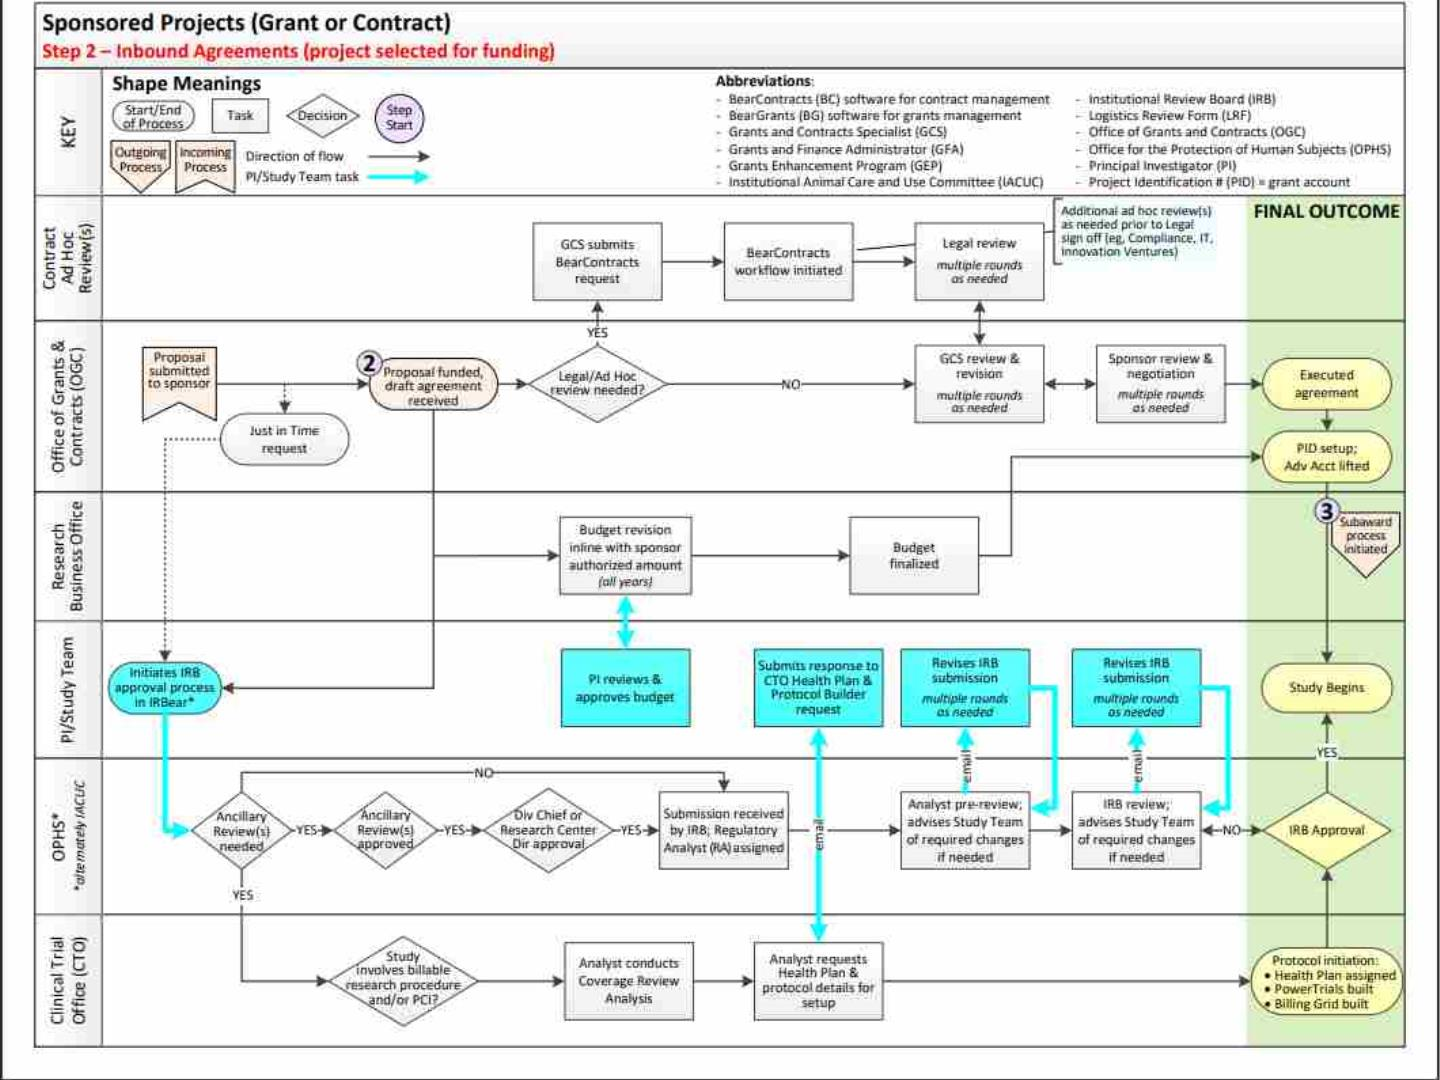 Sponsored Projects (Grant or Contract)
Step 2 – Inbound Agreements (project selected for funding)
KEY
Shape Meanings
Start/End
of Process
Task
Decision
Step
Start
Outgoing
Process
Incoming
Process
Direction of flow
PI/Study Team task
Abbreviations:
- BearContracts (BC) software for contract management
- BearGrants (BG) software for grants management
- Grants and Contracts Specialist (GCS)
- Grants and Finance Administrator (GFA)
- Grants Enhancement Program (GEP)
- Institutional Animal Care and Use Committee (IACUC)
- Institutional Review Board (IRB)
- Logistics Review Form (LRF)
- Office of Grants and Contracts (OGC)
- Office for the Protection of Human Subjects (OPHS)
- Principal Investigator (PI)
- Project Identification # (PID) = grant account
Contract
Ad Hoc
Review(s)
GCS submits
BearContracts
request
BearContracts
workflow initiated
Legal review
multiple rounds
as needed
Additional ad hoc review(s)
as needed prior to Legal
sign off (eg, Compliance, IT,
Innovation Ventures)
FINAL OUTCOME
Office of Grants &
Contracts (OGC)
Proposal
submitted
to sponsor
2
Proposal funded,
draft agreement
received
Just in Time
request
YES
Legal/Ad Hoc
review needed?
NO
GCS review &
revision
multiple rounds
as needed
Sponsor review &
negotiation
multiple rounds
as needed
Executed
agreement
PID setup;
Adv Acct lifted
Research
Business Office
Budget revision
inline with sponsor
authorized amount
(all years)
Budget
finalized
3
Subaward
process
initiated
PI/Study Team
Initiates IRB
approval process
in IRBear*
PI reviews &
approves budget
Submits response to
CTO Health Plan &
Protocol Builder
request
Revises IRB
submission
multiple rounds
as needed
Revises IRB
submission
multiple rounds
as needed
Study Begins
OPHS*
*alternately IACUC
NO
Ancillary
Review(s)
needed
YES
Ancillary
Review(s)
approved
YES
Div Chief or
Research Center
Dir approval
YES
Submission received
by IRB; Regulatory
Analyst (RA) assigned
email
Analyst pre-review;
advises Study Team
of required changes
if needed
email
IRB review;
advises Study Team
of required changes
if needed
email
NO
IRB Approval
YES
YES
Clinical Trial
Office (CTO)
Study
involves billable
research procedure
and/or PCI?
Analyst conducts
Coverage Review
Analysis
Analyst requests
Health Plan &
protocol details for
setup
Protocol initiation:
• Health Plan assigned
• PowerTrials built
• Billing Grid built